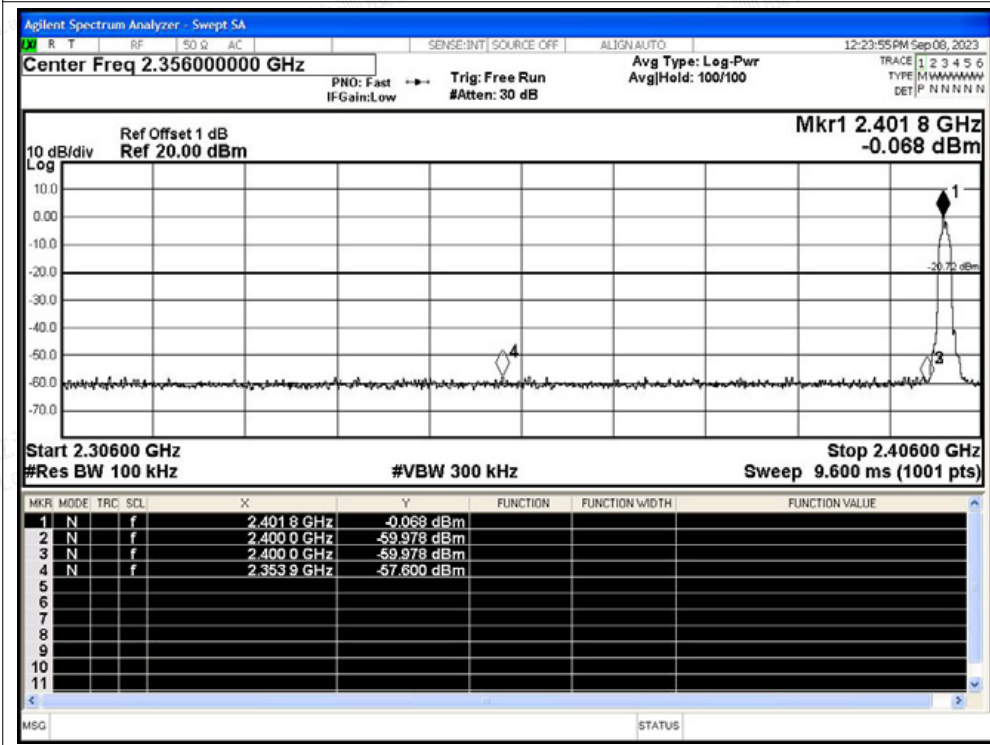 Agilent Spectrum Analyzer - Swept SA
LXI R T RF 50 Ω AC SENSE:INT SOURCE OFF ALIGN AUTO 12:23:55 PM Sep 08, 2023
Center Freq 2.356000000 GHz
PNO: Fast
IFGain:Low
Trig: Free Run
#Atten: 30 dB
Avg Type: Log-Pwr
Avg|Hold: 100/100
TRACE 1 2 3 4 5 6
TYPE M
DET P N N N N N
Mkr1 2.401 8 GHz
-0.068 dBm
Ref Offset 1 dB
10 dB/div Ref 20.00 dBm
Log
1
10.0
0.00
-10.0
-20.0
-20.72 dBm
-30.0
-40.0
-50.0
4
3
-60.0
-70.0
Start 2.30600 GHz Stop 2.40600 GHz
#Res BW 100 kHz #VBW 300 kHz Sweep 9.600 ms (1001 pts)
MKR MODE TRC SCL X Y FUNCTION FUNCTION WIDTH FUNCTION VALUE
1 N f 2.401 8 GHz -0.068 dBm
2 N f 2.400 0 GHz -59.978 dBm
3 N f 2.400 0 GHz -59.978 dBm
4 N f 2.353 9 GHz -57.600 dBm
5
6
7
8
9
10
11
MSG STATUS